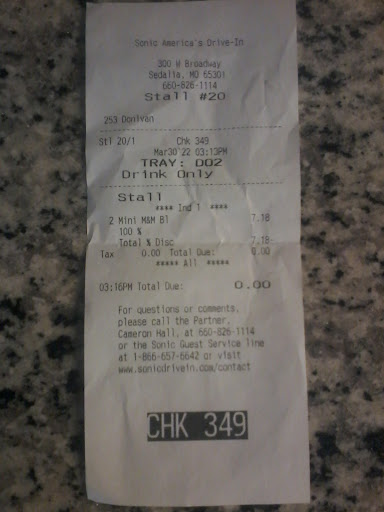 Sonic America's Drive-In
300 W Broadway
Sedalia, MO 65301
660-826-1114
Stall #20
253 Donivan
Stl 20/1 Chk 349
Mar30'22 03:13PM
TRAY: D02
Drink Only
Stall
**** Ind 1 ****
2 Mini M&M Bl 7.18
100 %
Total % Disc 7.18-
Tax 0.00 Total Due: 0.00
***** All *****
03:16PM Total Due: 0.00
For questions or comments,
please call the Partner,
Cameron Hall, at 660-826-1114
or the Sonic Guest Service line
at 1-866-657-6642 or visit
www.sonicdrivein.com/contact
CHK 349